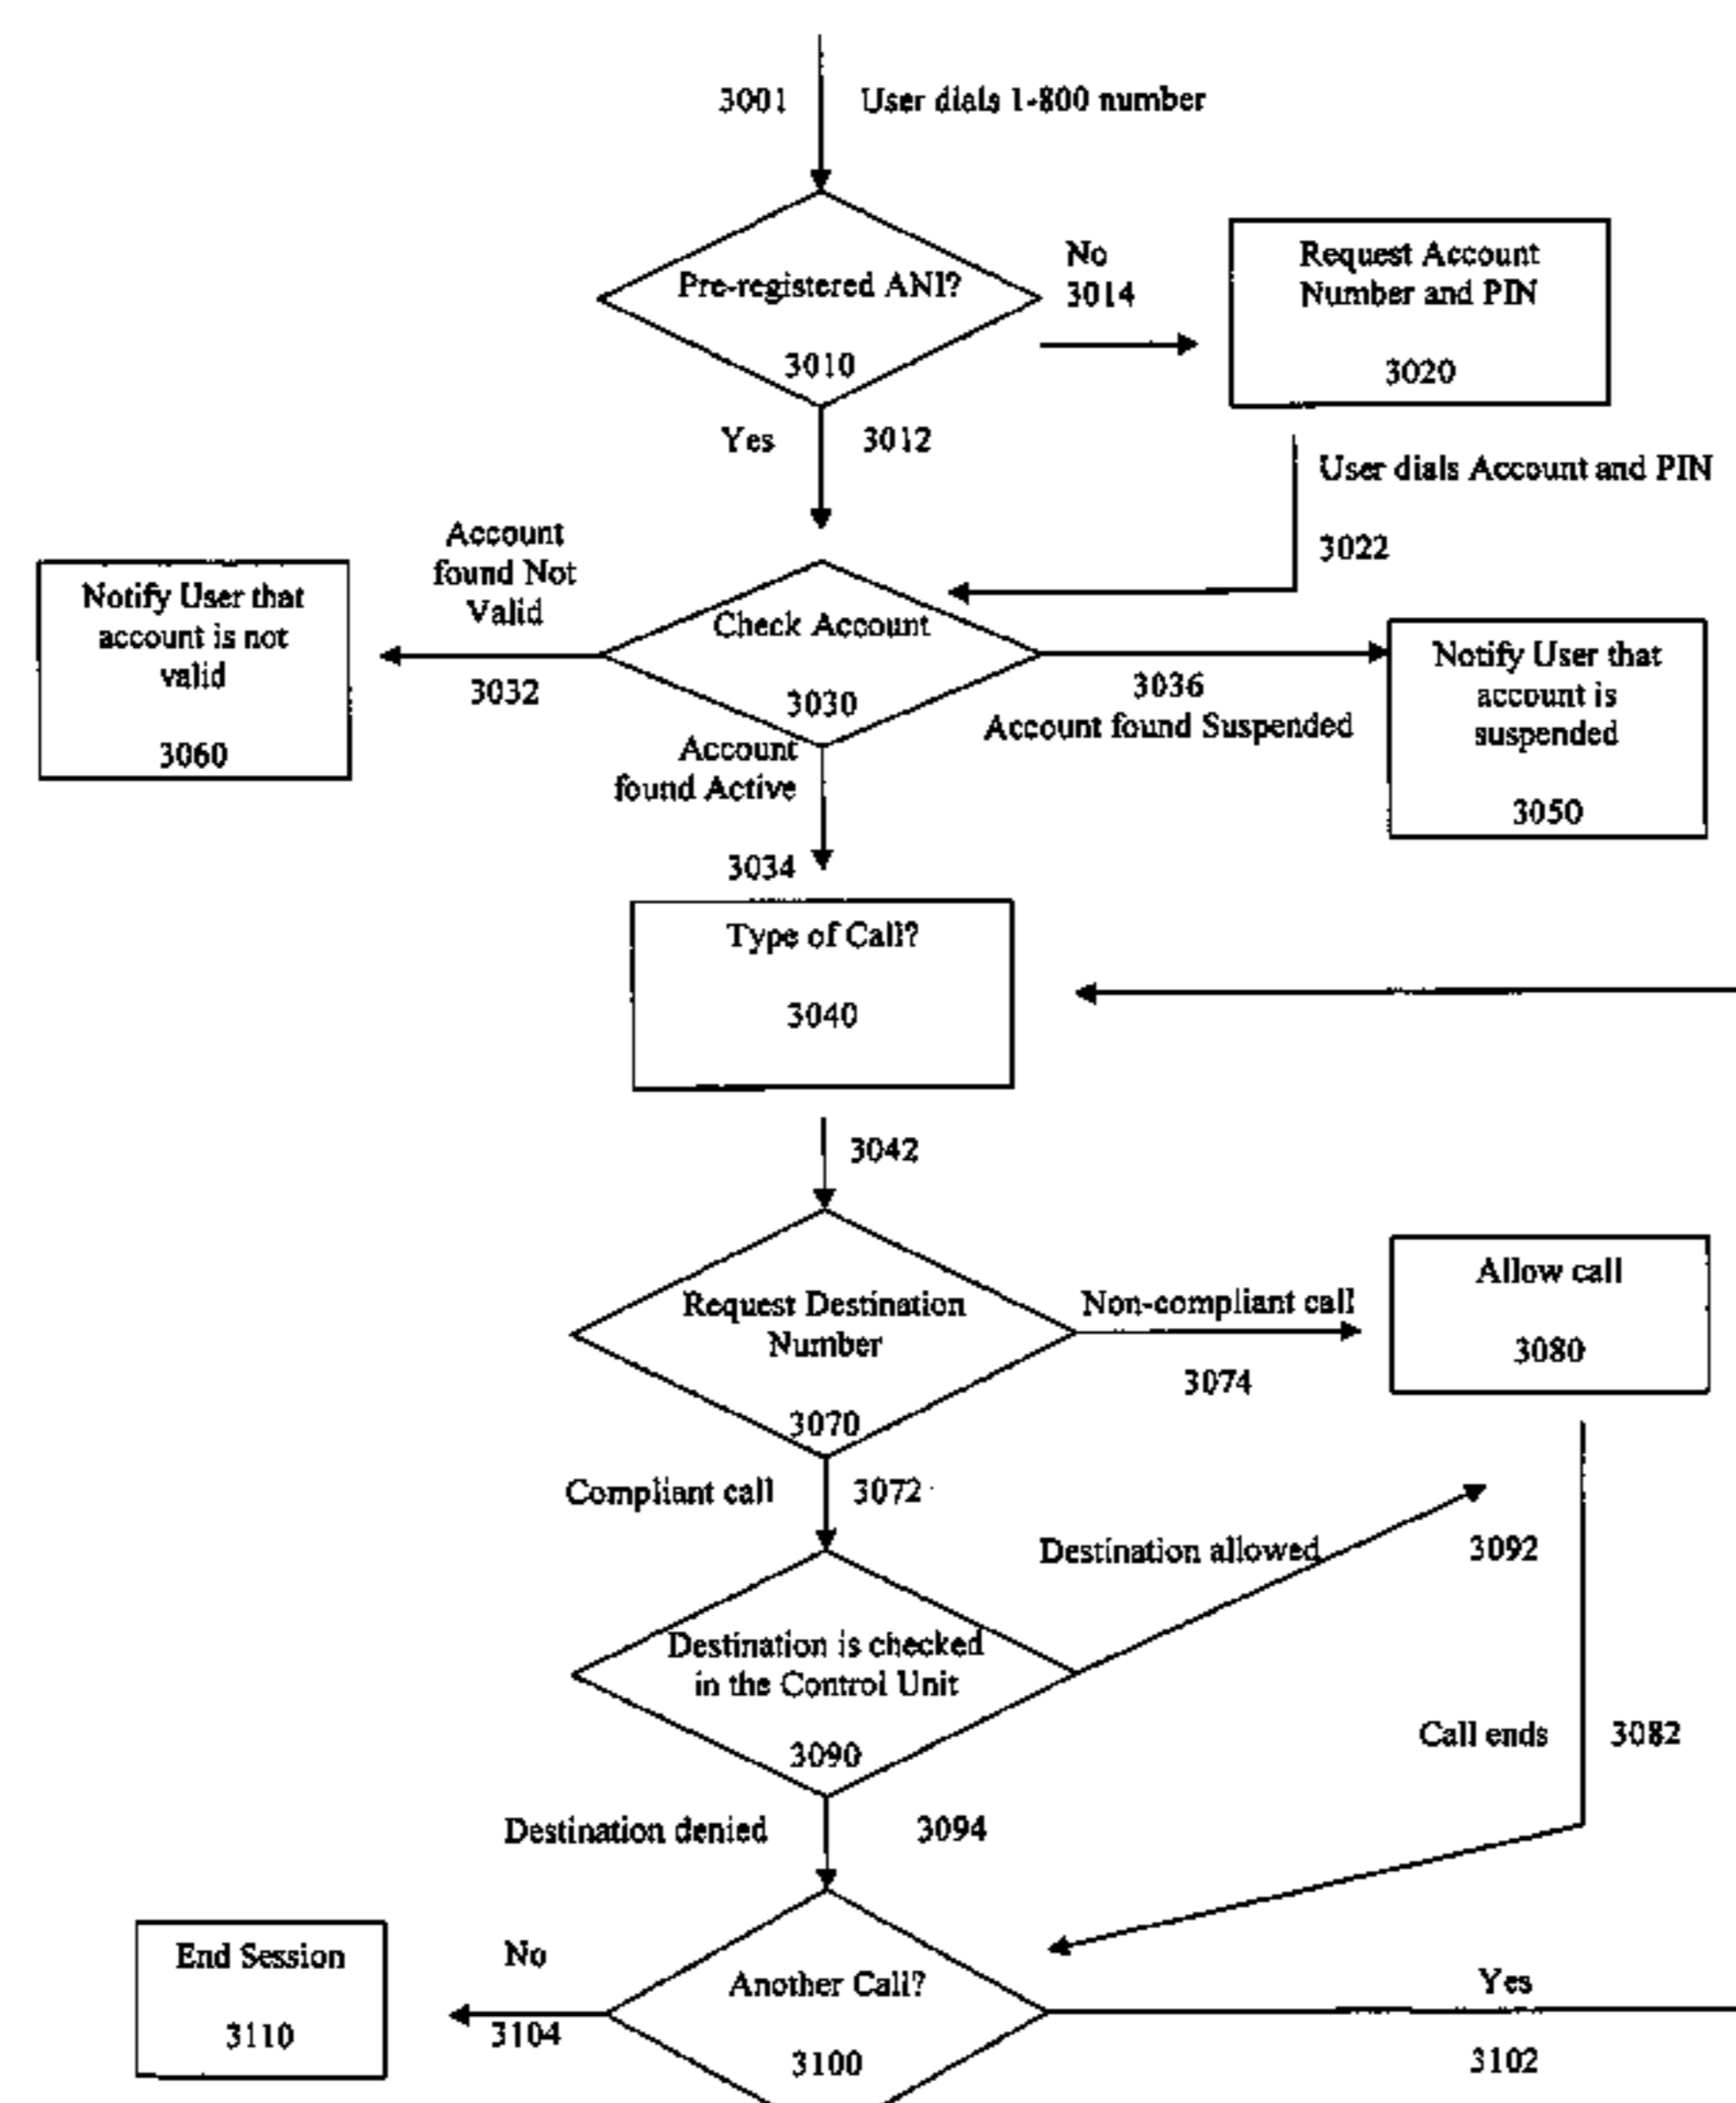 3001 User dials 1-800 number
Pre-registered ANI?
3010
No
3014
Request Account
Number and PIN
3020
Yes 3012
User dials Account and PIN
3022
Account
found Not
Valid
3032
Notify User that
account is not
valid
3060
Check Account
3030
3036
Account found Suspended
Notify User that
account is
suspended
3050
Account
found Active
3034
Type of Call?
3040
3042
Request Destination
Number
3070
Non-compliant call
3074
Allow call
3080
Compliant call 3072
Destination allowed 3092
Destination is checked
in the Control Unit
3090
Call ends 3082
Destination denied 3094
End Session
3110
No
3104
Another Call?
3100
Yes
3102